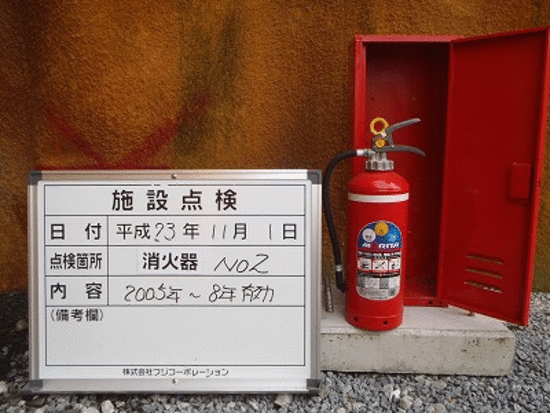 施設点検
日付 平成23年11月1日
点検箇所 消火器 NO2
内容 2005年～8年有効
(備考欄)
株式会社フジコーポレーション